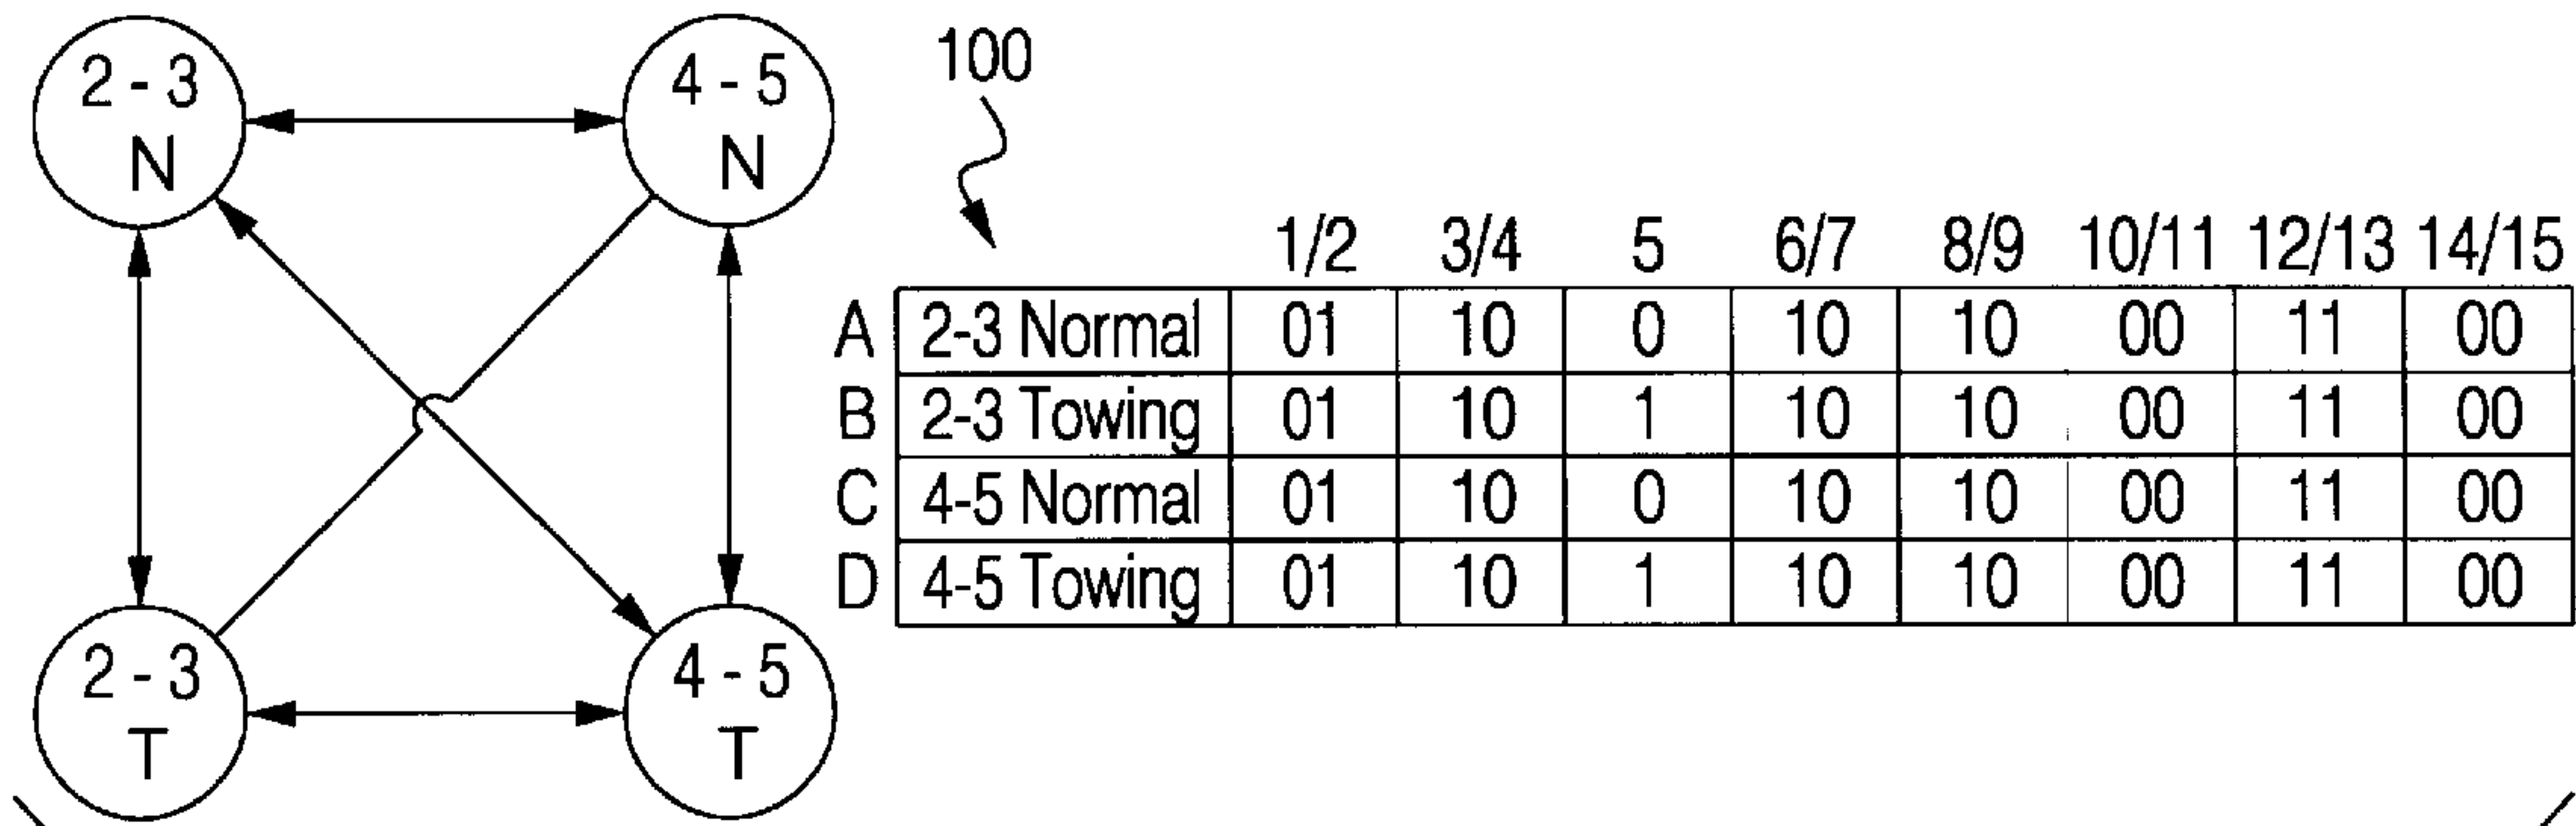 2 - 3
N
4 - 5
N
2 - 3
T
4 - 5
T
100
1/2 3/4 5 6/7 8/9 10/11 12/13 14/15
A 2-3 Normal 01 10 0 10 10 00 11 00
B 2-3 Towing 01 10 1 10 10 00 11 00
C 4-5 Normal 01 10 0 10 10 00 11 00
D 4-5 Towing 01 10 1 10 10 00 11 00